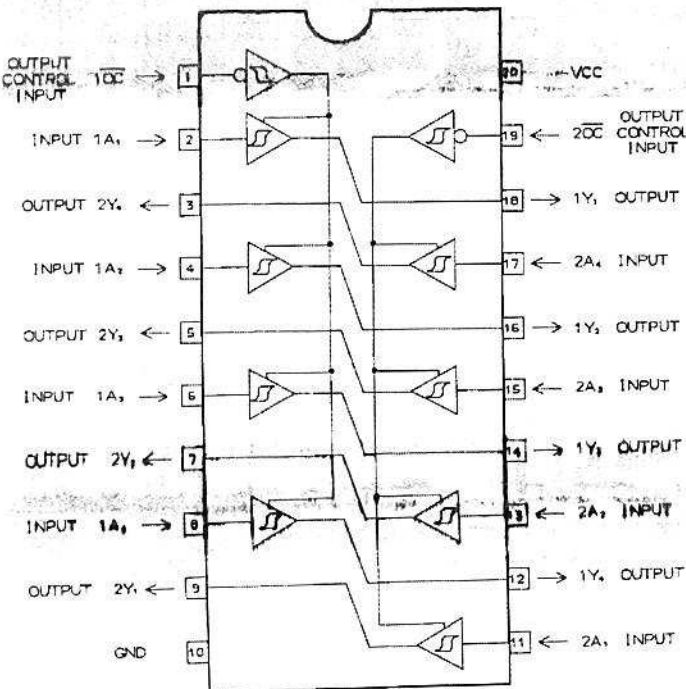 OUTPUT
CONTROL 1O̅C̅ → 1
INPUT
20 VCC
INPUT 1A₁ → 2
OUTPUT
19 ← 2O̅C̅ CONTROL
INPUT
OUTPUT 2Y₄ ← 3
18 → 1Y₁ OUTPUT
INPUT 1A₂ → 4
17 ← 2A₄ INPUT
OUTPUT 2Y₃ ← 5
16 → 1Y₂ OUTPUT
INPUT 1A₃ → 6
15 ← 2A₃ INPUT
OUTPUT 2Y₂ ← 7
14 → 1Y₃ OUTPUT
INPUT 1A₄ → 8
13 ← 2A₂ INPUT
OUTPUT 2Y₁ ← 9
12 → 1Y₄ OUTPUT
GND 10
11 ← 2A₁ INPUT